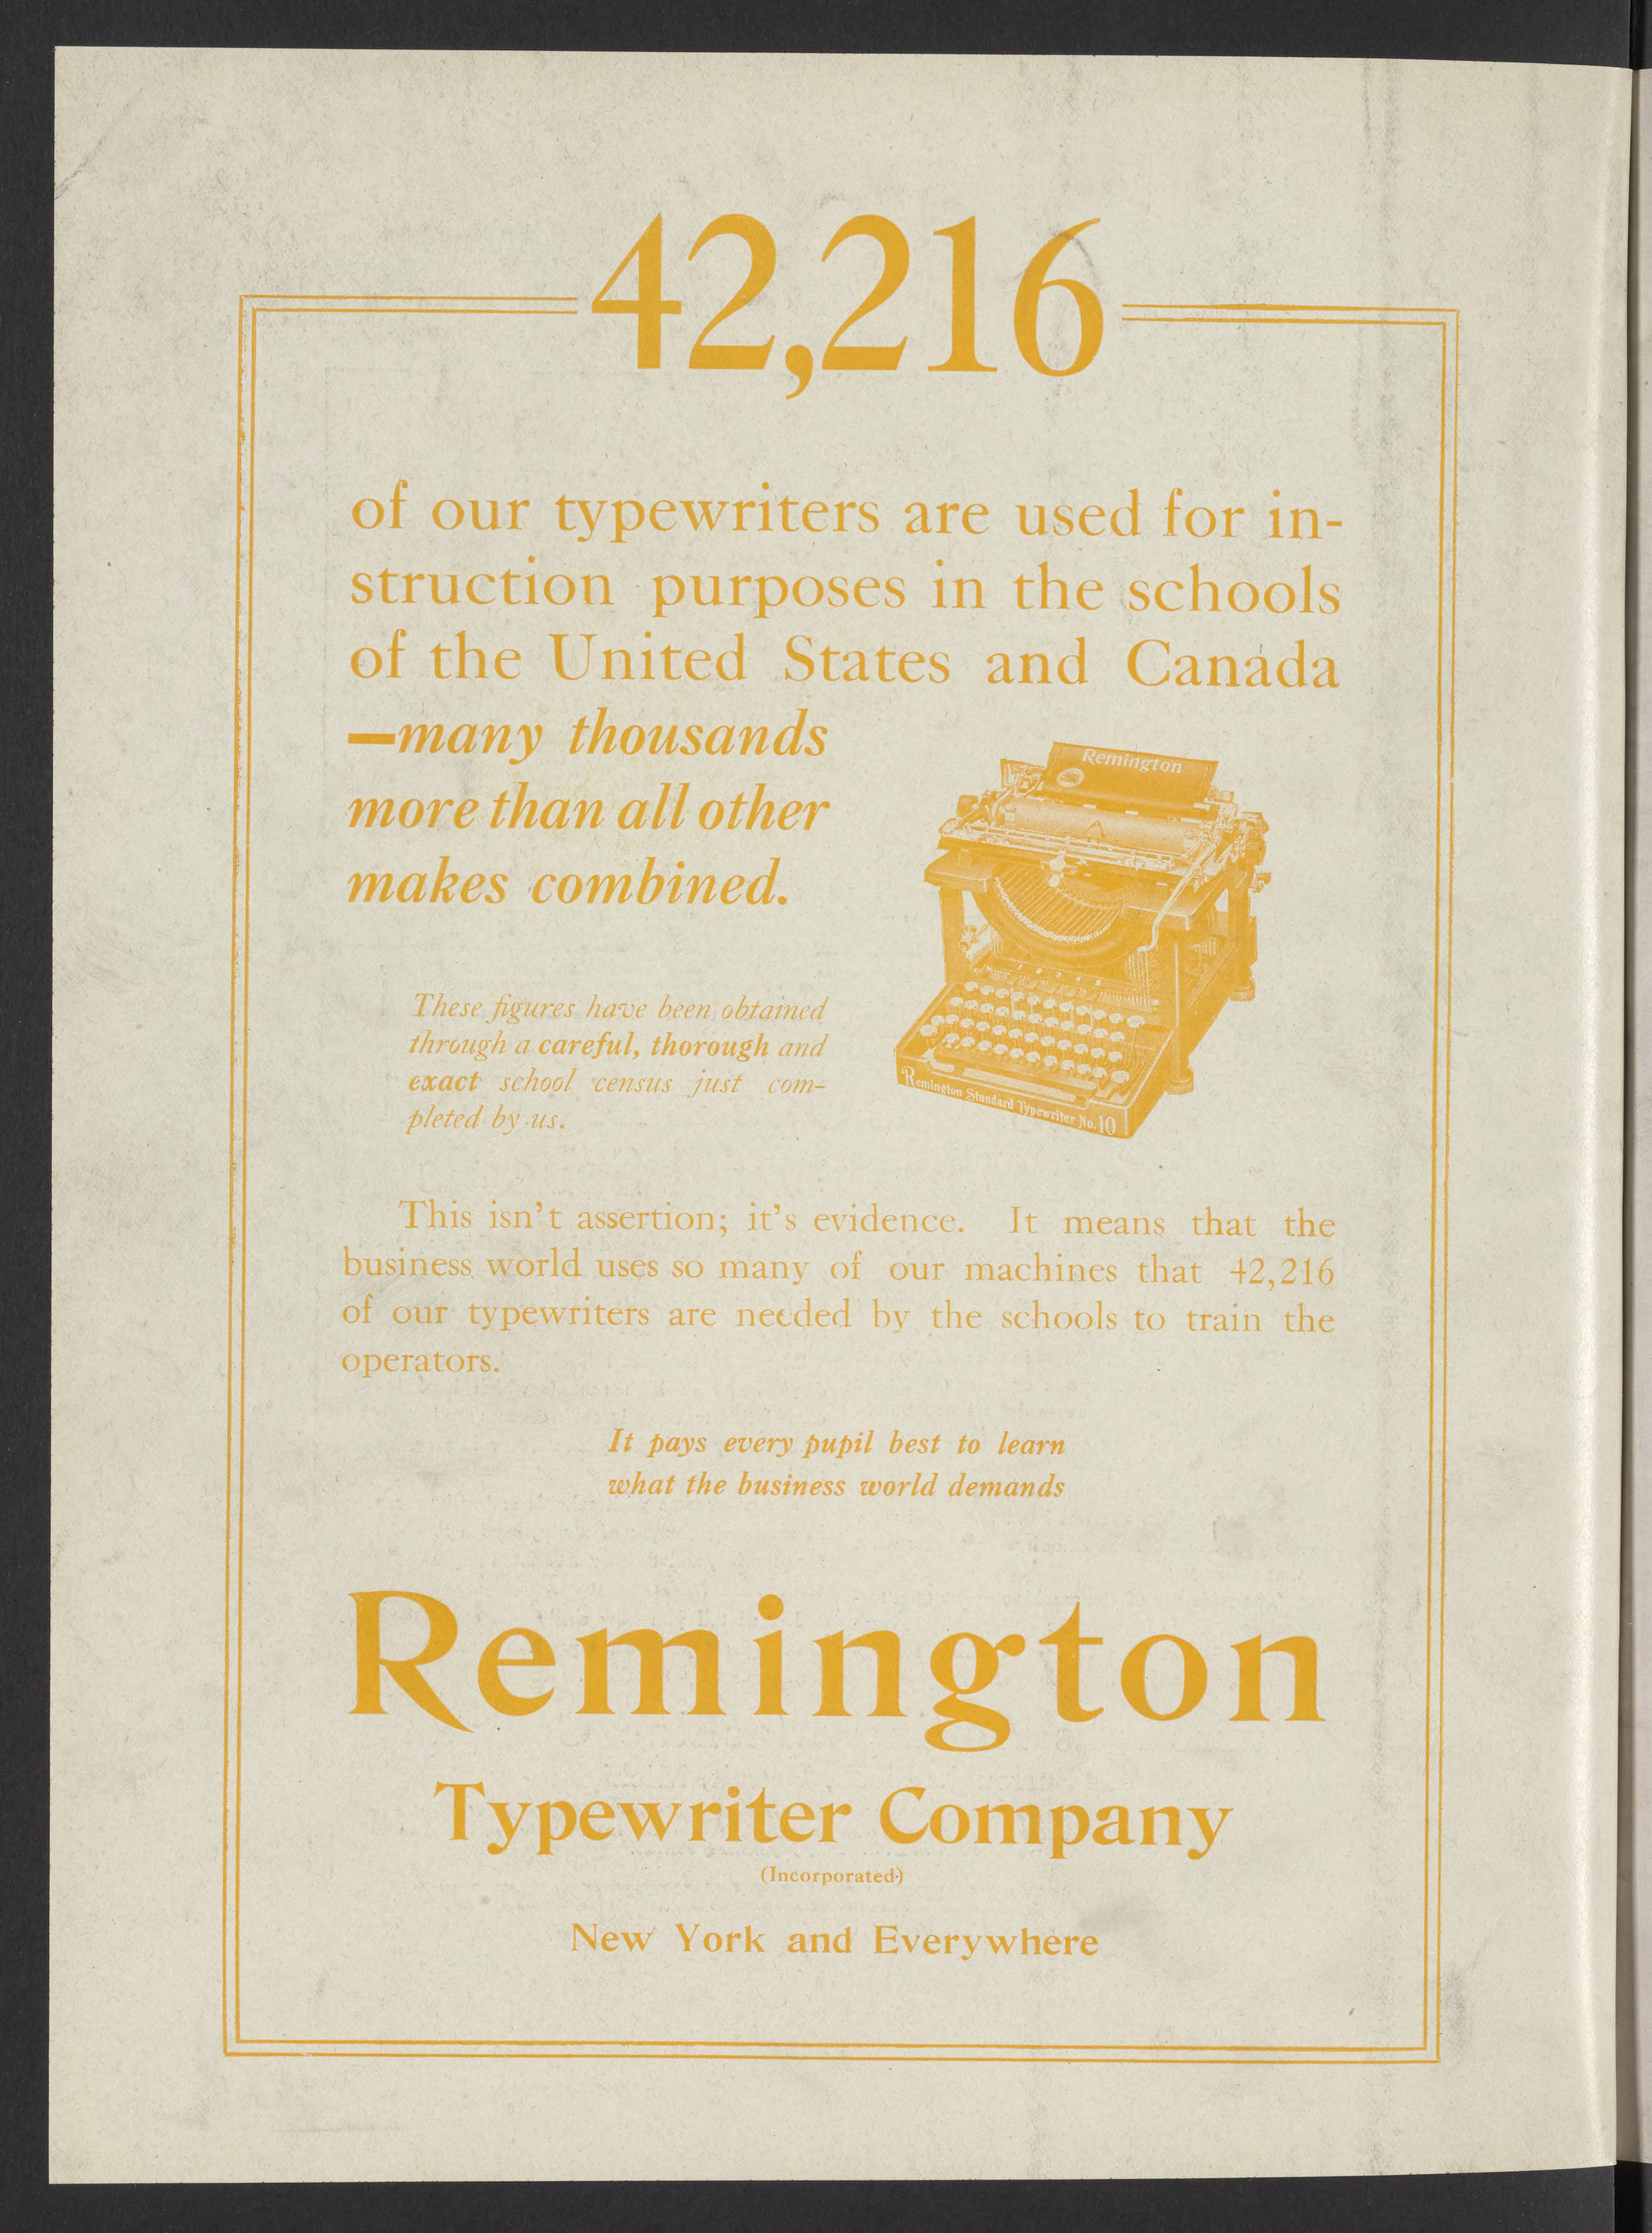 42,216
of our typewriters are used for in-
struction purposes in the schools
of the United States and Canada
—many thousands
more than all other
makes combined.
Remington
These figures have been obtained
through a careful, thorough and
exact school census just com-
pleted by us.
Remington Standard Typewriter No. 10
This isn't assertion; it's evidence. It means that the
business world uses so many of our machines that 42,216
of our typewriters are needed by the schools to train the
operators.
It pays every pupil best to learn
what the business world demands
Remington
Typewriter Company
(Incorporated)
New York and Everywhere